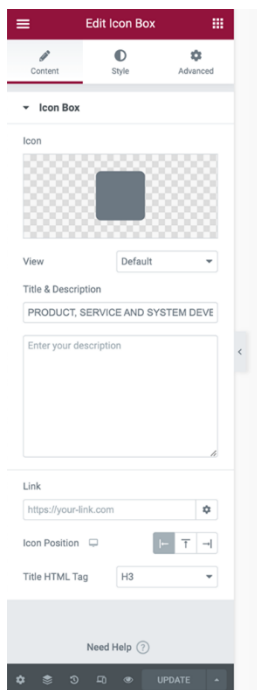 Edit Icon Box
Content Style Advanced
Icon Box
Icon
View Default
Title & Description
PRODUCT, SERVICE AND SYSTEM DEVE
Enter your description
Link
https://your-link.com
Icon Position
Title HTML Tag H3
Need Help ?
UPDATE